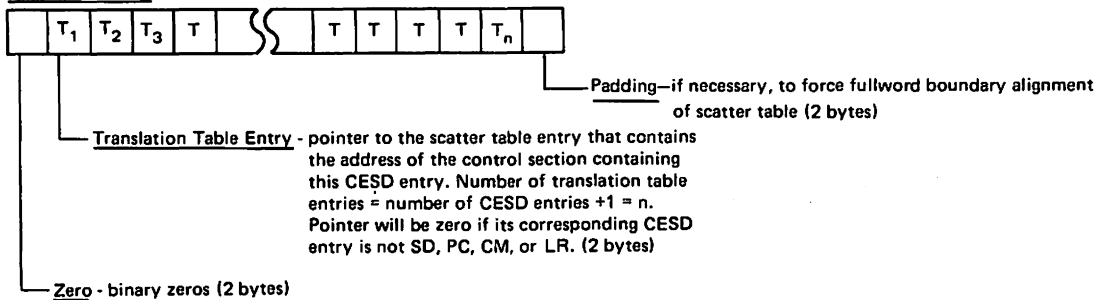 T1 T2 T3 T T T T T Tn
Padding—if necessary, to force fullword boundary alignment
of scatter table (2 bytes)
Translation Table Entry - pointer to the scatter table entry that contains
the address of the control section containing
this CESD entry. Number of translation table
entries = number of CESD entries +1 = n.
Pointer will be zero if its corresponding CESD
entry is not SD, PC, CM, or LR. (2 bytes)
Zero - binary zeros (2 bytes)